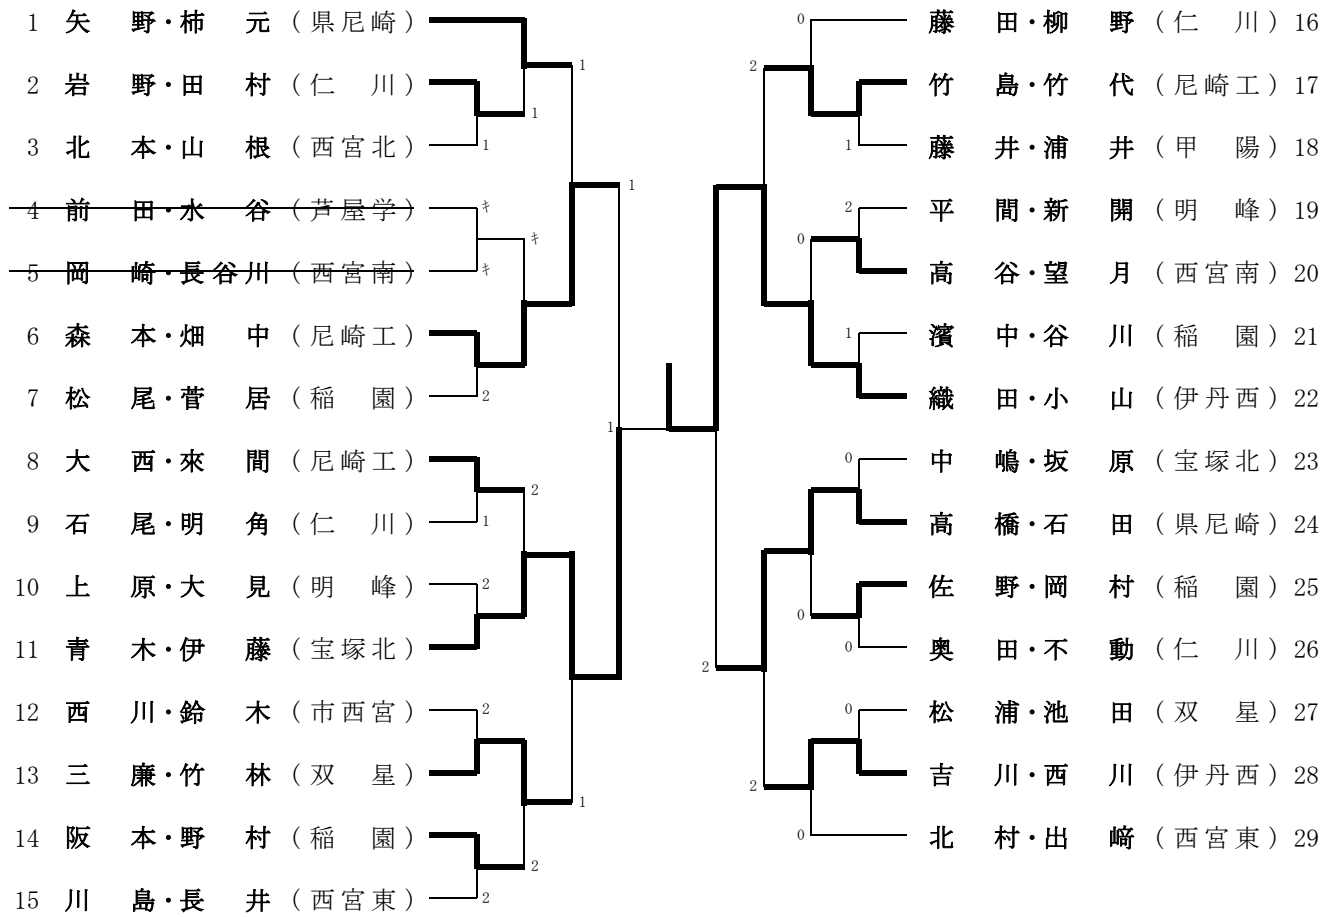 1 矢 野・柿 元 (県尼崎)
2 岩 野・田 村 (仁 川)
3 北 本・山 根 (西宮北)
4 前 田・水 谷 (芦屋学)
5 岡 崎・長谷川 (西宮南)
6 森 本・畑 中 (尼崎工)
7 松 尾・菅 居 (稲 園)
8 大 西・來 間 (尼崎工)
9 石 尾・明 角 (仁 川)
10 上 原・大 見 (明 峰)
11 青 木・伊 藤 (宝塚北)
12 西 川・鈴 木 (市西宮)
13 三 廉・竹 林 (双 星)
14 阪 本・野 村 (稲 園)
15 川 島・長 井 (西宮東)
1
1
1
キ
キ
キ
2
1
2
1
2
2
1
2
2
1
0
2
1
2
0
1
0
0
0
2
0
2
0
藤 田・柳 野 (仁 川) 16
竹 島・竹 代 (尼崎工) 17
藤 井・浦 井 (甲 陽) 18
平 間・新 開 (明 峰) 19
高 谷・望 月 (西宮南) 20
濱 中・谷 川 (稲 園) 21
織 田・小 山 (伊丹西) 22
中 嶋・坂 原 (宝塚北) 23
高 橋・石 田 (県尼崎) 24
佐 野・岡 村 (稲 園) 25
奥 田・不 動 (仁 川) 26
松 浦・池 田 (双 星) 27
吉 川・西 川 (伊丹西) 28
北 村・出 﨑 (西宮東) 29